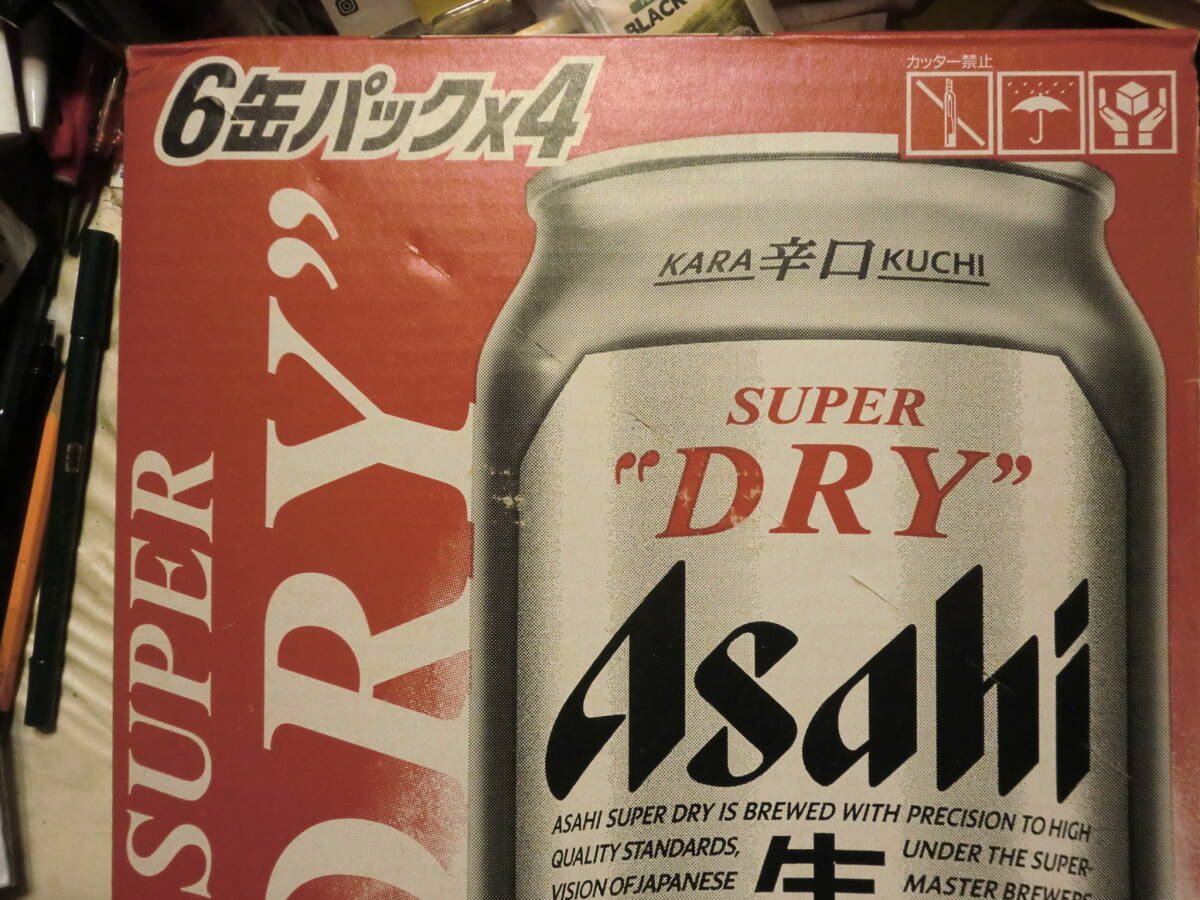 BLACK
6缶パックx4
カッター禁止
SUPER
DRY”
KARA 辛口 KUCHI
SUPER
“DRY”
Asahi
ASAHI SUPER DRY IS BREWED WITH PRECISION TO HIGH
QUALITY STANDARDS, 生 UNDER THE SUPER-
VISION OF JAPANESE MASTER BREWERS